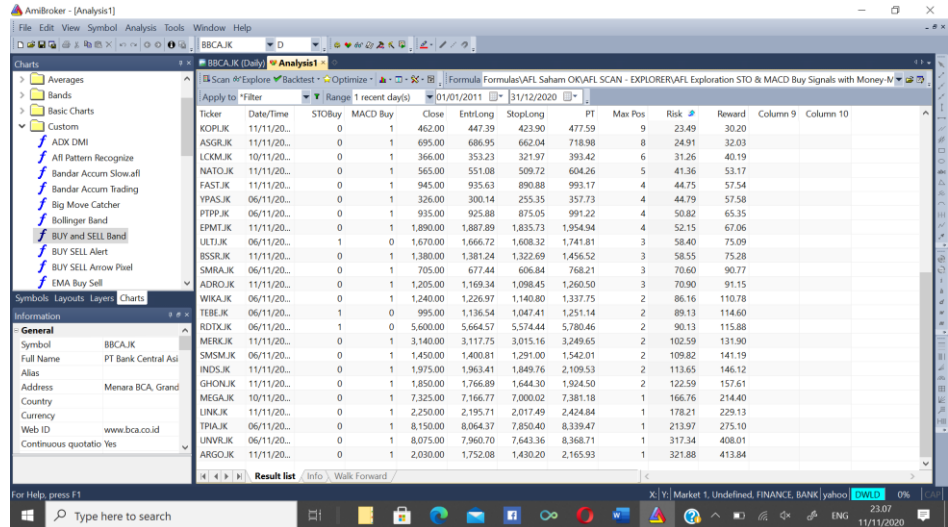 AmiBroker - [Analysis1]
File Edit View Symbol Analysis Tools Window Help
BBCA.JK D
Charts
BBCA.JK (Daily) Analysis1
Scan Explore Backtest Optimize Formula Formulas\AFL Saham OK\AFL SCAN - EXPLORER\AFL Exploration STO & MACD Buy Signals with Money-M
Apply to *Filter Range 1 recent day(s) 01/01/2011 31/12/2020
Averages
Bands
Basic Charts
Custom
ADX DMI
Afl Pattern Recognize
Bandar Accum Slow.afl
Bandar Accum Trading
Big Move Catcher
Bollinger Band
BUY and SELL Band
BUY SELL Alert
BUY SELL Arrow Pixel
EMA Buy Sell
Symbols Layouts Layers Charts
Information
General
Symbol BBCA.JK
Full Name PT Bank Central Asi
Alias
Address Menara BCA, Grand
Country
Currency
Web ID www.bca.co.id
Continuous quotatio Yes
Ticker Date/Time STOBuy MACD Buy Close EntrLong StopLong PT Max Pos Risk Reward Column 9 Column 10
KOPI.JK 11/11/20... 0 1 462.00 447.39 423.90 477.59 9 23.49 30.20
ASGR.JK 11/11/20... 0 1 695.00 686.95 662.04 718.98 8 24.91 32.03
LCKM.JK 10/11/20... 0 1 366.00 353.23 321.97 393.42 6 31.26 40.19
NATO.JK 11/11/20... 0 1 565.00 551.08 509.72 604.26 5 41.36 53.17
FAST.JK 11/11/20... 0 1 945.00 935.63 890.88 993.17 4 44.75 57.54
YPAS.JK 06/11/20... 0 1 326.00 300.14 255.35 357.73 4 44.79 57.58
PTPP.JK 06/11/20... 0 1 935.00 925.88 875.05 991.22 4 50.82 65.35
EPMT.JK 11/11/20... 0 1 1,890.00 1,887.89 1,835.73 1,954.94 4 52.15 67.06
ULTJ.JK 06/11/20... 1 0 1,670.00 1,666.72 1,608.32 1,741.81 3 58.40 75.09
BSSR.JK 11/11/20... 0 1 1,380.00 1,381.24 1,322.69 1,456.52 3 58.55 75.28
SMRA.JK 06/11/20... 0 1 705.00 677.44 606.84 768.21 3 70.60 90.77
ADRO.JK 11/11/20... 0 1 1,205.00 1,169.34 1,098.45 1,260.50 3 70.90 91.15
WIKA.JK 06/11/20... 0 1 1,240.00 1,226.97 1,140.80 1,337.75 2 86.16 110.78
TEBE.JK 06/11/20... 1 0 995.00 1,136.54 1,047.41 1,251.14 2 89.13 114.60
RDTX.JK 06/11/20... 1 0 5,600.00 5,664.57 5,574.44 5,780.46 2 90.13 115.88
MERK.JK 11/11/20... 0 1 3,140.00 3,117.75 3,015.16 3,249.65 2 102.59 131.90
SMSM.JK 06/11/20... 0 1 1,450.00 1,400.81 1,291.00 1,542.01 2 109.82 141.19
INDS.JK 11/11/20... 0 1 1,975.00 1,963.41 1,849.76 2,109.53 2 113.65 146.12
GHON.JK 11/11/20... 0 1 1,850.00 1,766.89 1,644.30 1,924.50 2 122.59 157.61
MEGA.JK 10/11/20... 0 1 7,325.00 7,166.77 7,000.02 7,381.18 1 166.76 214.40
LINK.JK 11/11/20... 0 1 2,250.00 2,195.71 2,017.49 2,424.84 1 178.21 229.13
TPIA.JK 06/11/20... 0 1 8,150.00 8,064.37 7,850.40 8,339.47 1 213.97 275.10
UNVR.JK 06/11/20... 0 1 8,075.00 7,960.70 7,643.36 8,368.71 1 317.34 408.01
ARGO.JK 11/11/20... 0 1 2,030.00 1,752.08 1,430.20 2,165.93 1 321.88 413.84
Result list Info Walk Forward
For Help, press F1
X: Y: Market 1, Undefined, FINANCE, BANK yahoo DWLD 0% CAP
Type here to search
ENG
23.07
11/11/2020